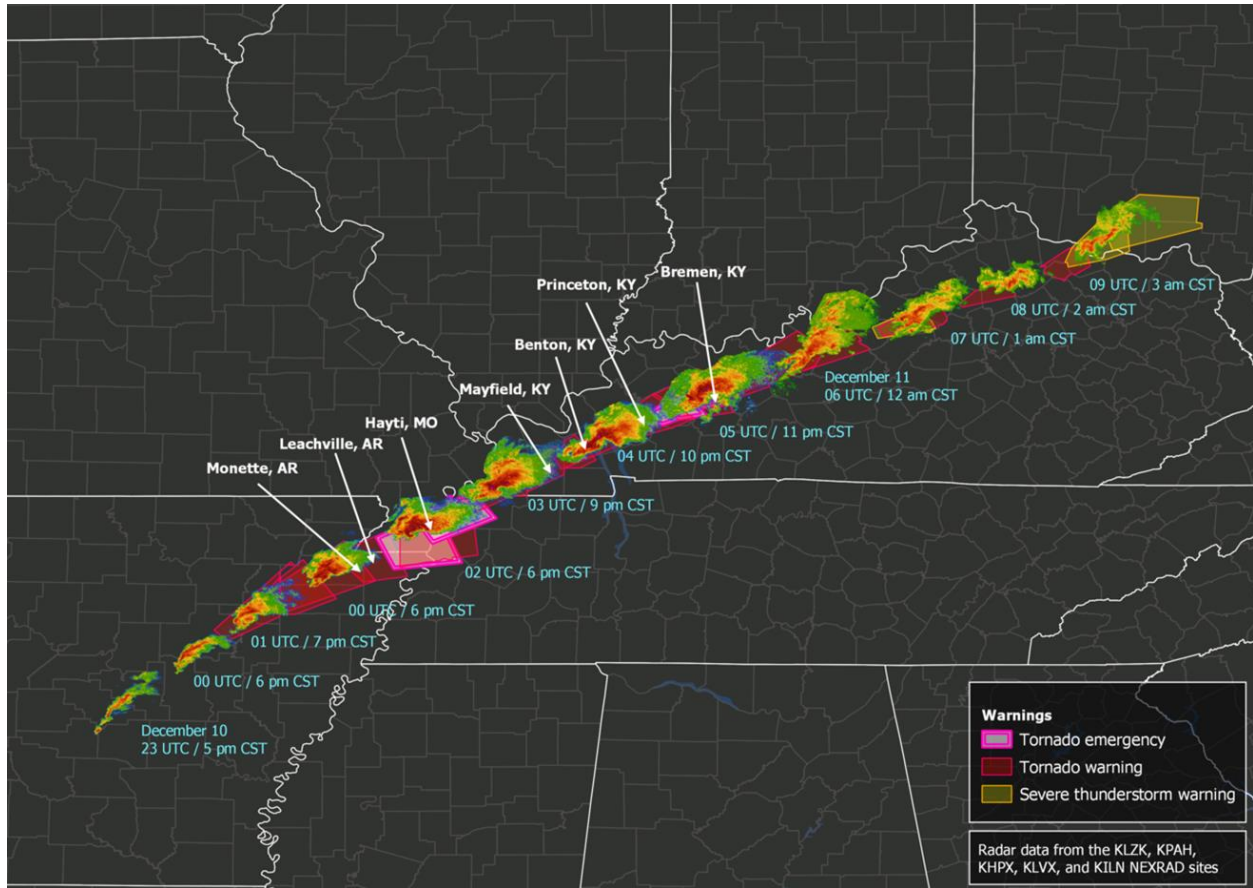 Bremen, KY
Princeton, KY
Benton, KY
Mayfield, KY
Hayti, MO
Leachville, AR
Monette, AR
09 UTC / 3 am CST
08 UTC / 2 am CST
07 UTC / 1 am CST
December 11
06 UTC / 12 am CST
05 UTC / 11 pm CST
04 UTC / 10 pm CST
03 UTC / 9 pm CST
02 UTC / 6 pm CST
00 UTC / 6 pm CST
01 UTC / 7 pm CST
00 UTC / 6 pm CST
December 10
23 UTC / 5 pm CST
Warnings
Tornado emergency
Tornado warning
Severe thunderstorm warning
Radar data from the KLZK, KPAH,
KHPX, KLVX, and KILN NEXRAD sites